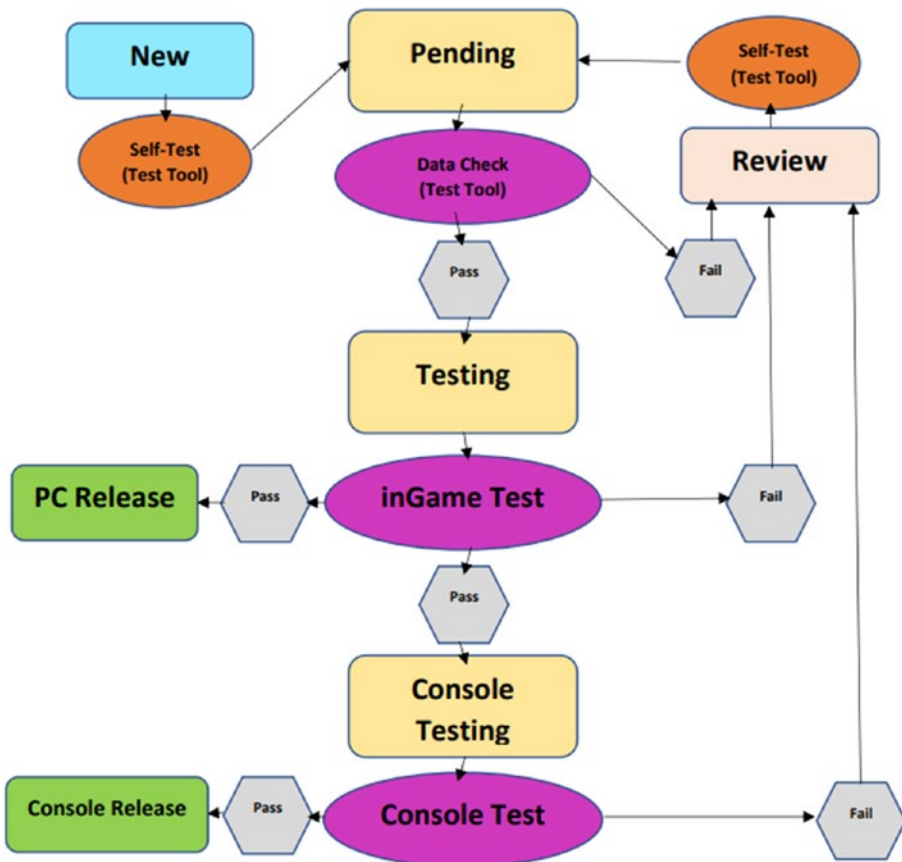 New
Pending
Self-Test
(Test Tool)
Self-Test
(Test Tool)
Data Check
(Test Tool)
Review
Pass
Fail
Testing
PC Release
Pass
inGame Test
Fail
Pass
Console
Testing
Console Release
Pass
Console Test
Fail